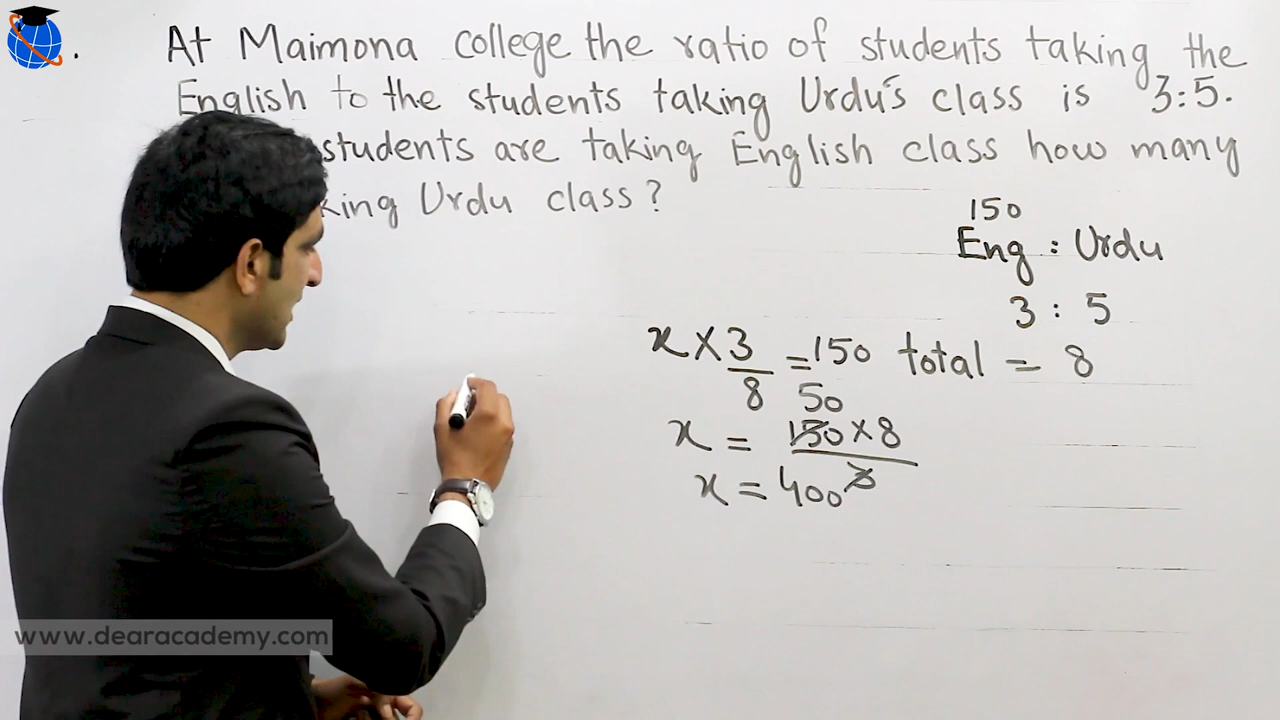 At Maimona college the ratio of students taking the
English to the students taking Urdu's class is 3:5.
students are taking English class how many
king Urdu class?
150
Eng : Urdu
3 : 5
x × 3/8 = 150 total = 8
50
x = 150 × 8 / 3
x = 400
www.dearacademy.com